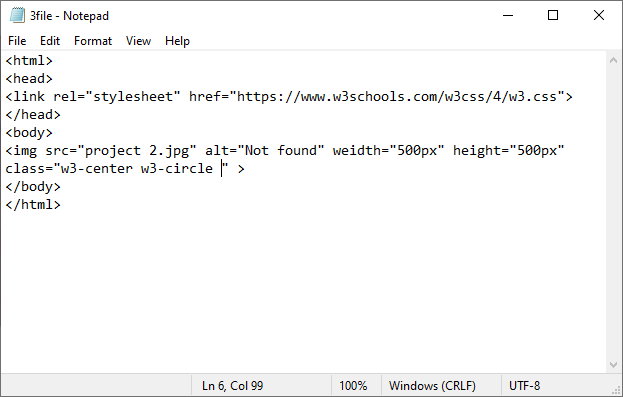 3file - Notepad
File Edit Format View Help
<html>
<head>
<link rel="stylesheet" href="https://www.w3schools.com/w3css/4/w3.css">
</head>
<body>
<img src="project 2.jpg" alt="Not found" weidth="500px" height="500px"
class="w3-center w3-circle " >
</body>
</html>
Ln 6, Col 99 100% Windows (CRLF) UTF-8